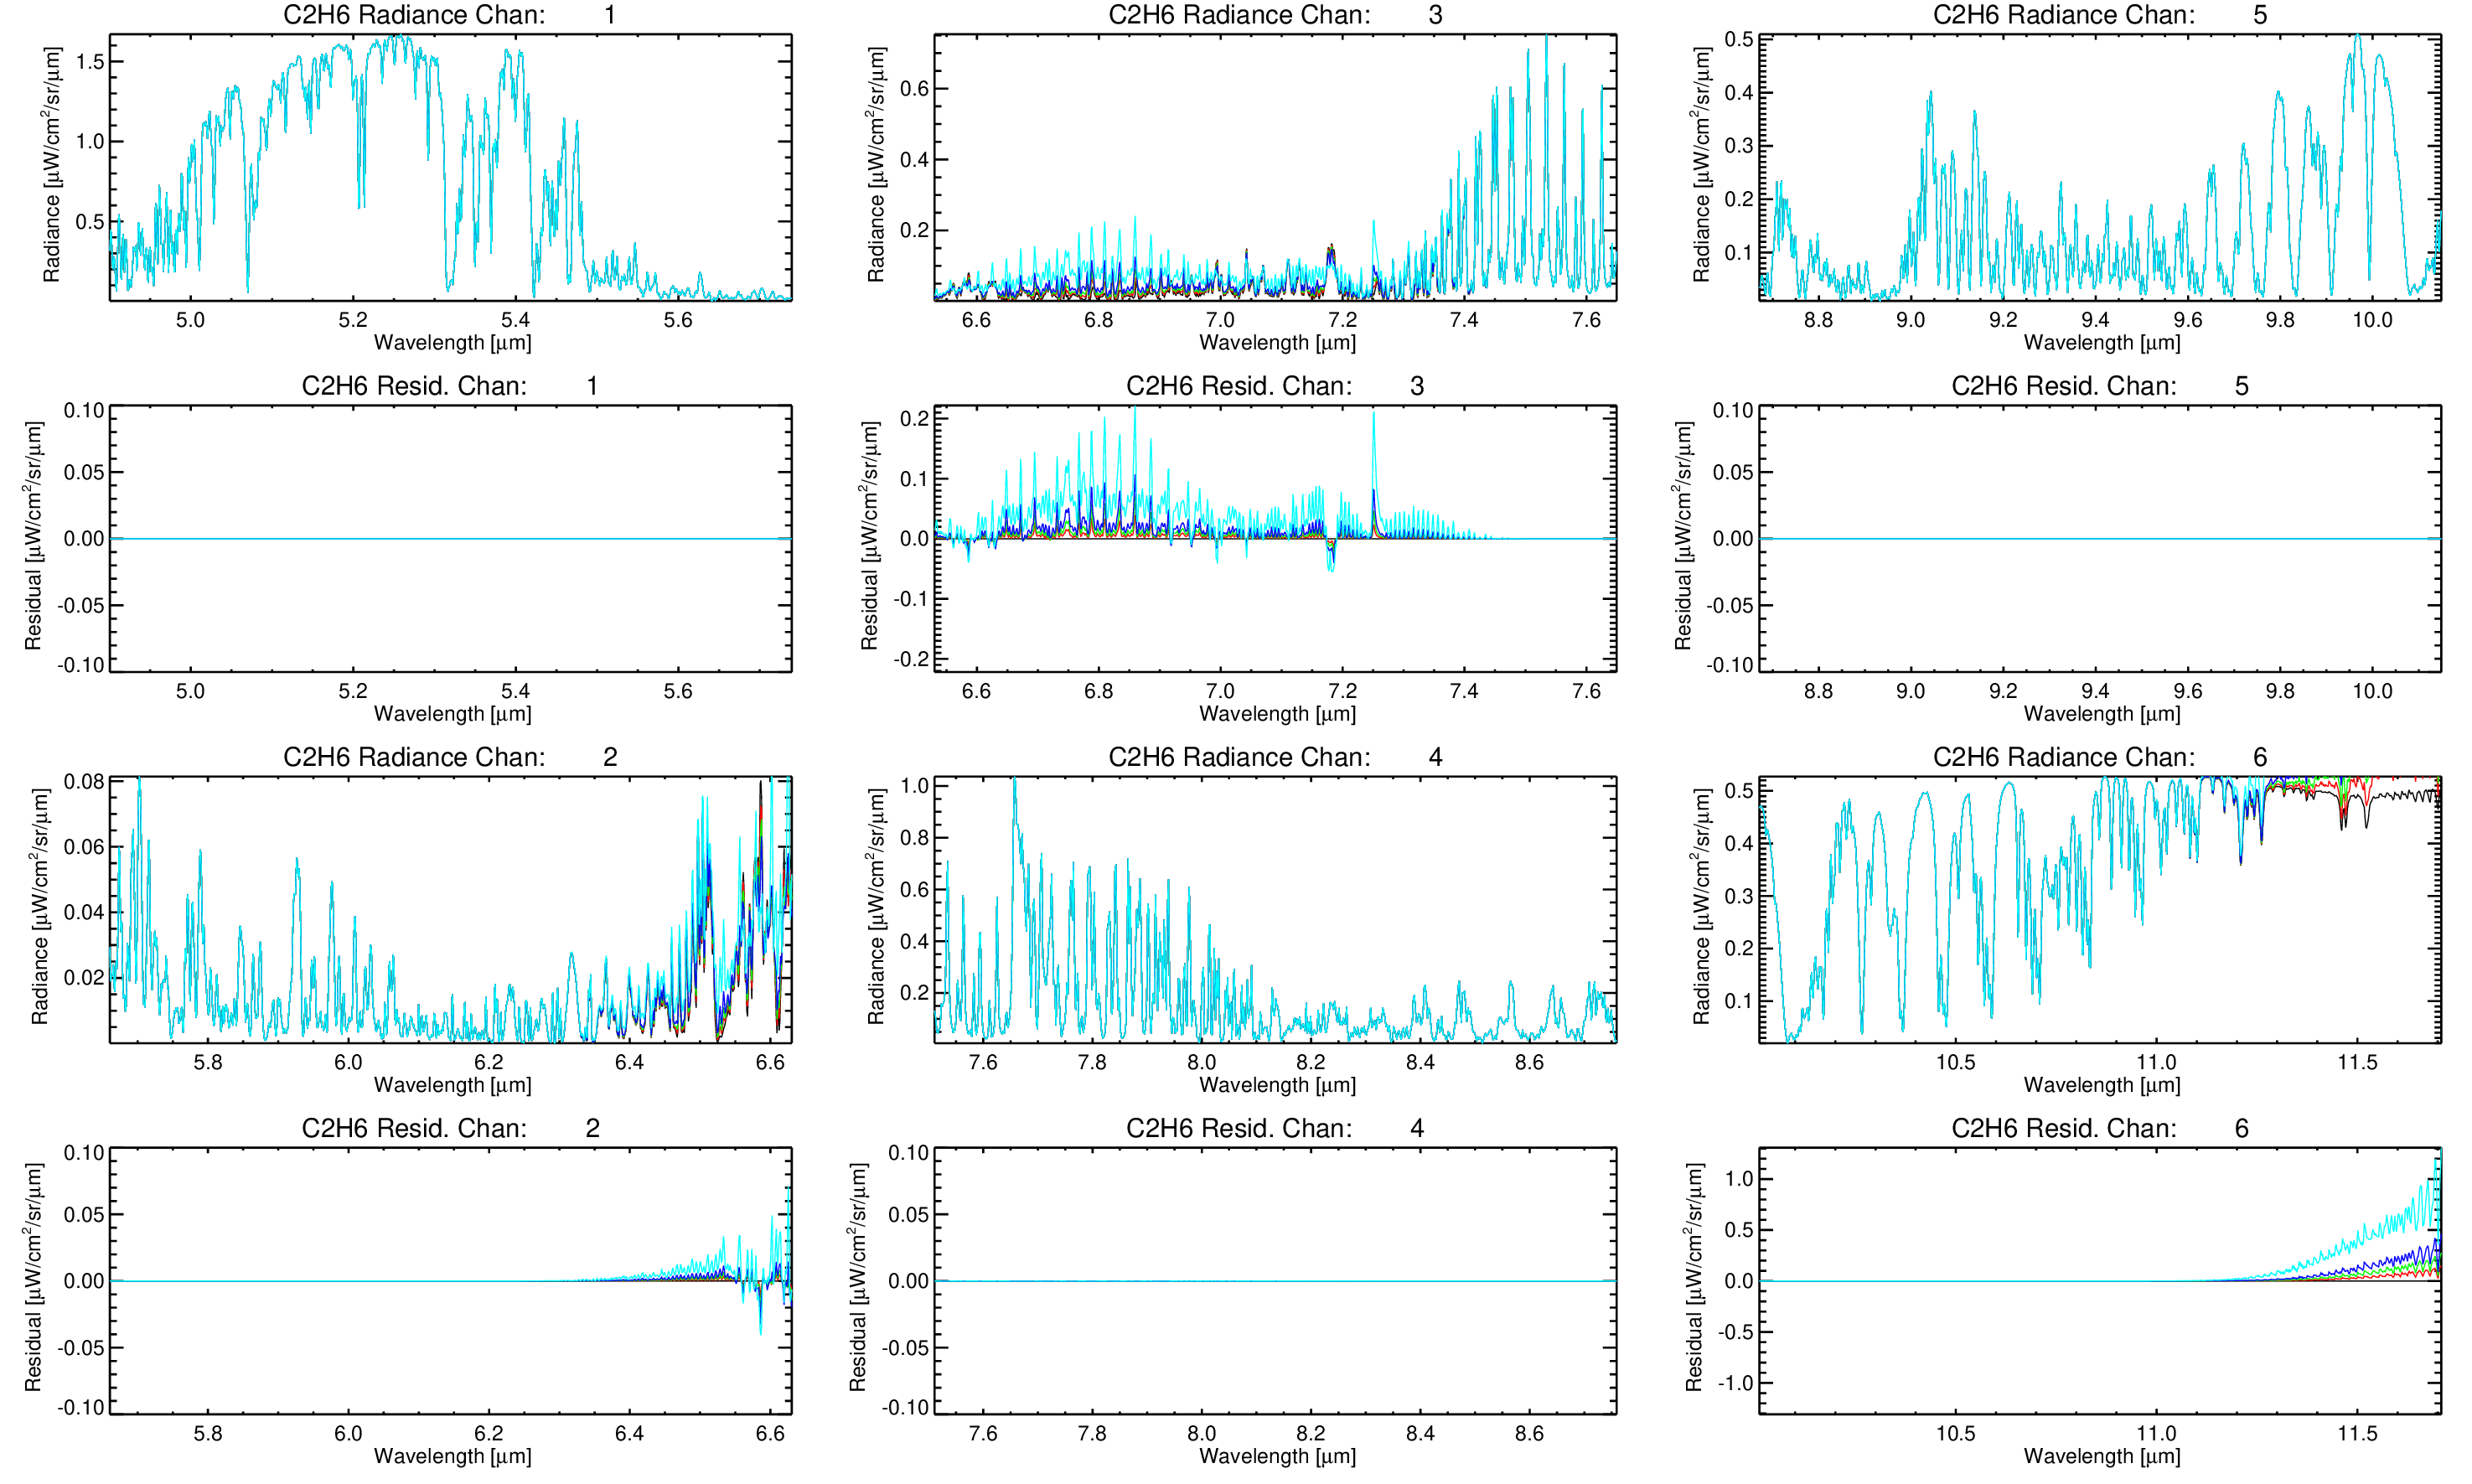 C2H6 Radiance Chan: 1
Radiance [μW/cm2/sr/μm]
1.5
1.0
0.5
5.0 5.2 5.4 5.6
Wavelength [μm]
C2H6 Radiance Chan: 3
Radiance [μW/cm2/sr/μm]
0.6
0.4
0.2
6.6 6.8 7.0 7.2 7.4 7.6
Wavelength [μm]
C2H6 Radiance Chan: 5
Radiance [μW/cm2/sr/μm]
0.5
0.4
0.3
0.2
0.1
8.8 9.0 9.2 9.4 9.6 9.8 10.0
Wavelength [μm]
C2H6 Resid. Chan: 1
Residual [μW/cm2/sr/μm]
0.10
0.05
0.00
-0.05
-0.10
5.0 5.2 5.4 5.6
Wavelength [μm]
C2H6 Resid. Chan: 3
Residual [μW/cm2/sr/μm]
0.2
0.1
0.0
-0.1
-0.2
6.6 6.8 7.0 7.2 7.4 7.6
Wavelength [μm]
C2H6 Resid. Chan: 5
Residual [μW/cm2/sr/μm]
0.10
0.05
0.00
-0.05
-0.10
8.8 9.0 9.2 9.4 9.6 9.8 10.0
Wavelength [μm]
C2H6 Radiance Chan: 2
Radiance [μW/cm2/sr/μm]
0.08
0.06
0.04
0.02
5.8 6.0 6.2 6.4 6.6
Wavelength [μm]
C2H6 Radiance Chan: 4
Radiance [μW/cm2/sr/μm]
1.0
0.8
0.6
0.4
0.2
7.6 7.8 8.0 8.2 8.4 8.6
Wavelength [μm]
C2H6 Radiance Chan: 6
Radiance [μW/cm2/sr/μm]
0.5
0.4
0.3
0.2
0.1
10.5 11.0 11.5
Wavelength [μm]
C2H6 Resid. Chan: 2
Residual [μW/cm2/sr/μm]
0.10
0.05
0.00
-0.05
-0.10
5.8 6.0 6.2 6.4 6.6
Wavelength [μm]
C2H6 Resid. Chan: 4
Residual [μW/cm2/sr/μm]
0.10
0.05
0.00
-0.05
-0.10
7.6 7.8 8.0 8.2 8.4 8.6
Wavelength [μm]
C2H6 Resid. Chan: 6
Residual [μW/cm2/sr/μm]
1.0
0.5
0.0
-0.5
-1.0
10.5 11.0 11.5
Wavelength [μm]